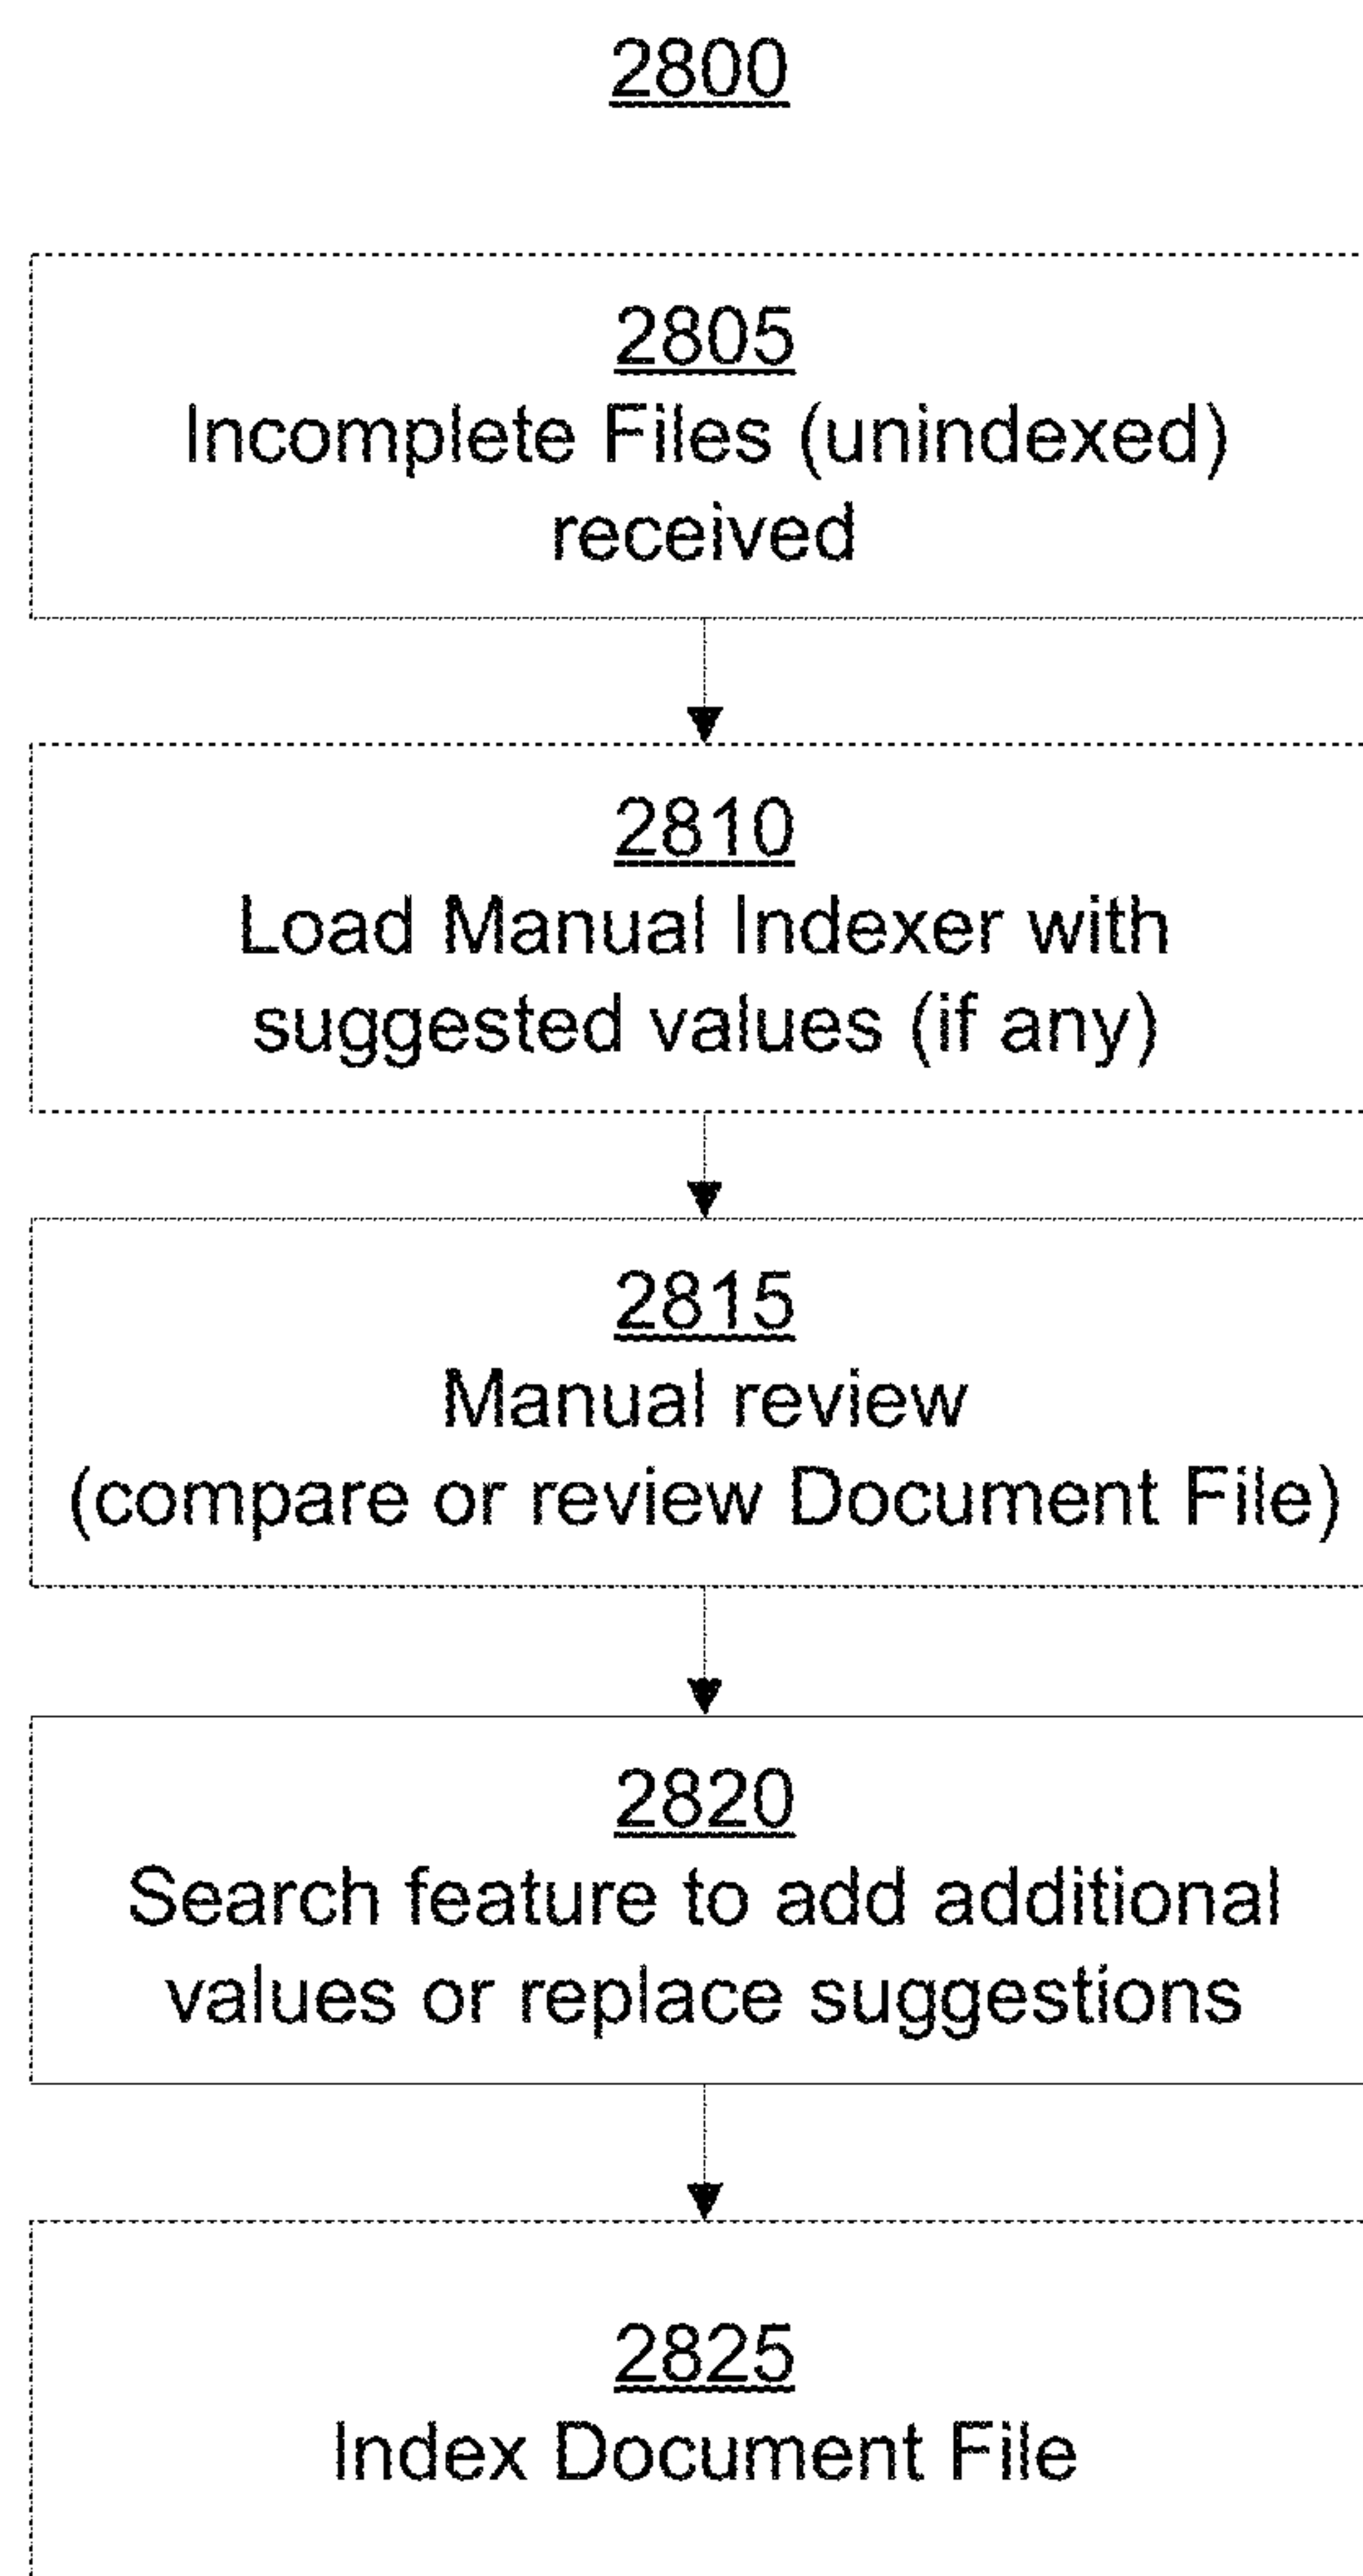 2800
2805
Incomplete Files (unindexed)
received
2810
Load Manual Indexer with
suggested values (if any)
2815
Manual review
(compare or review Document File)
2820
Search feature to add additional
values or replace suggestions
2825
Index Document File